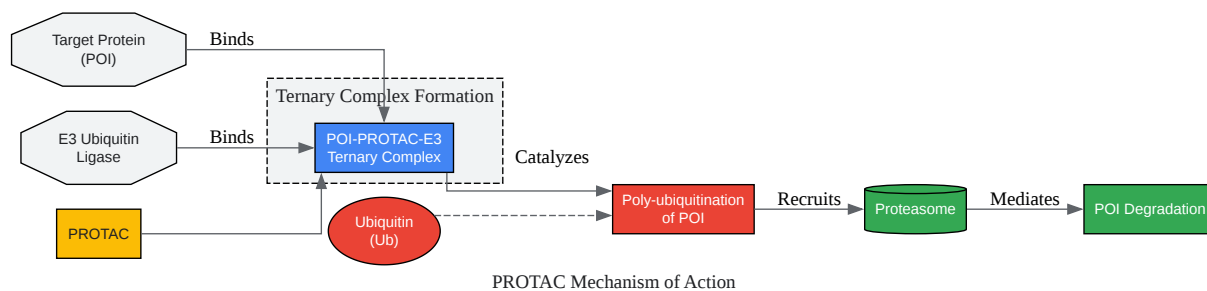 Target Protein
(POI)
Binds
Ternary Complex Formation
E3 Ubiquitin
Ligase
Binds
POI-PROTAC-E3
Ternary Complex
Catalyzes
PROTAC
Ubiquitin
(Ub)
Poly-ubiquitination
of POI
Recruits
Proteasome
Mediates
POI Degradation
PROTAC Mechanism of Action